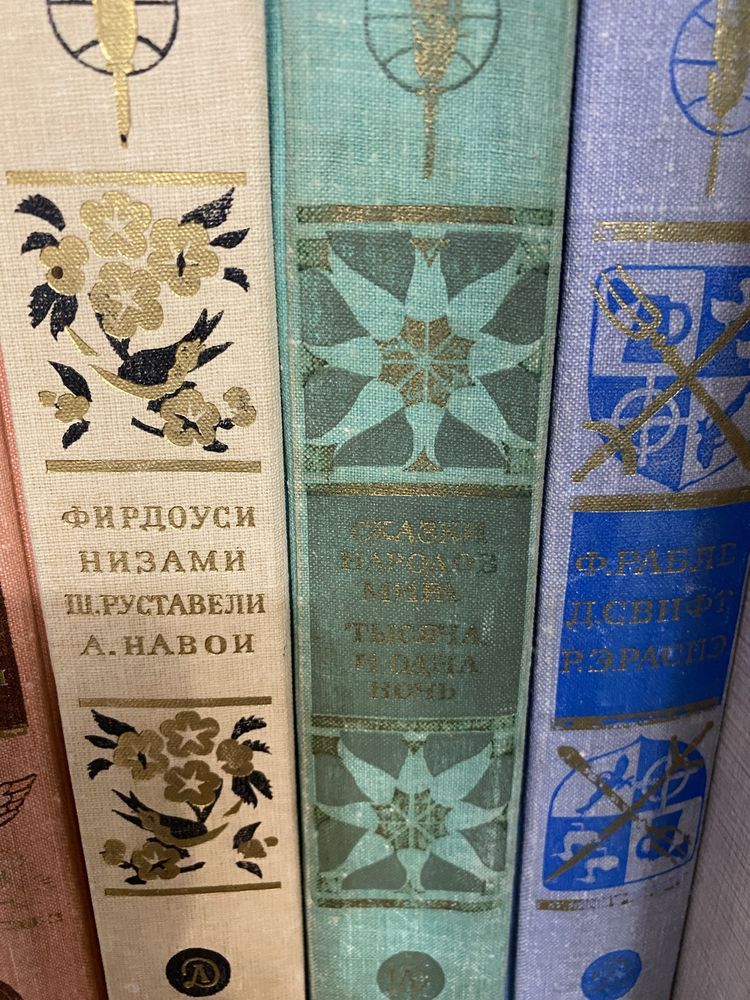 ФИРДОУСИ
НИЗАМИ
Ш. РУСТАВЕЛИ
А. НАВОИ
СКАЗКИ
НАРОДОВ
МИРА
ТЫСЯЧА
И ОДНА
НОЧЬ
Ф. РАБЛЕ
Д. СВИФТ
Р. Э. РАСПЭ